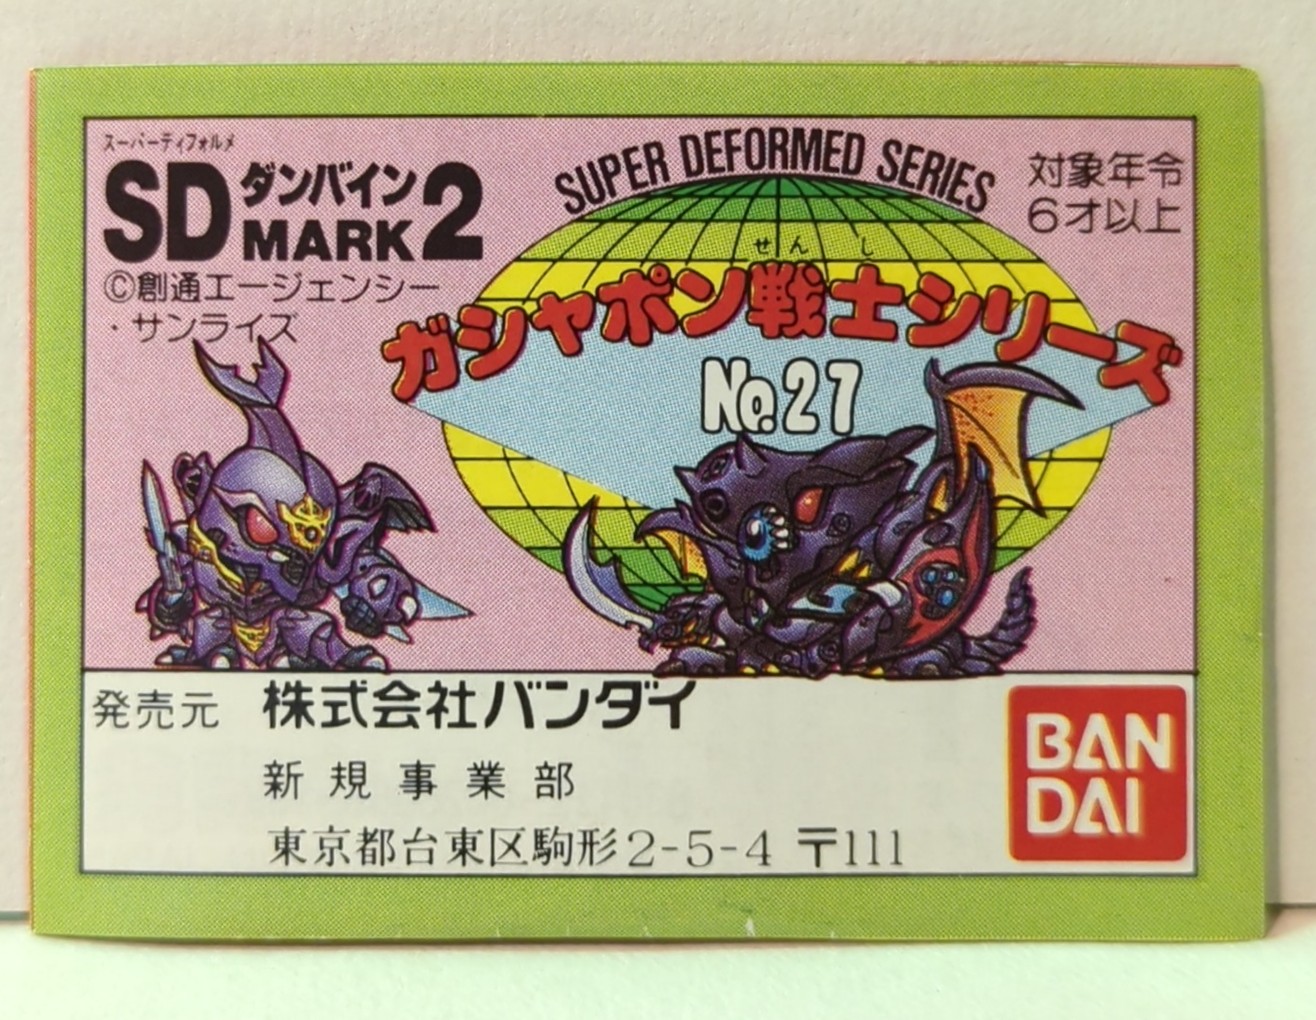 スーパーディフォルメ
SD ダンバイン MARK 2
©創通エージェンシー
・サンライズ
SUPER DEFORMED SERIES
対象年令
6才以上
せんし
ガシャポン戦士シリーズ
No.27
発売元 株式会社バンダイ
新規事業部
東京都台東区駒形2-5-4 〒111
BAN
DAI